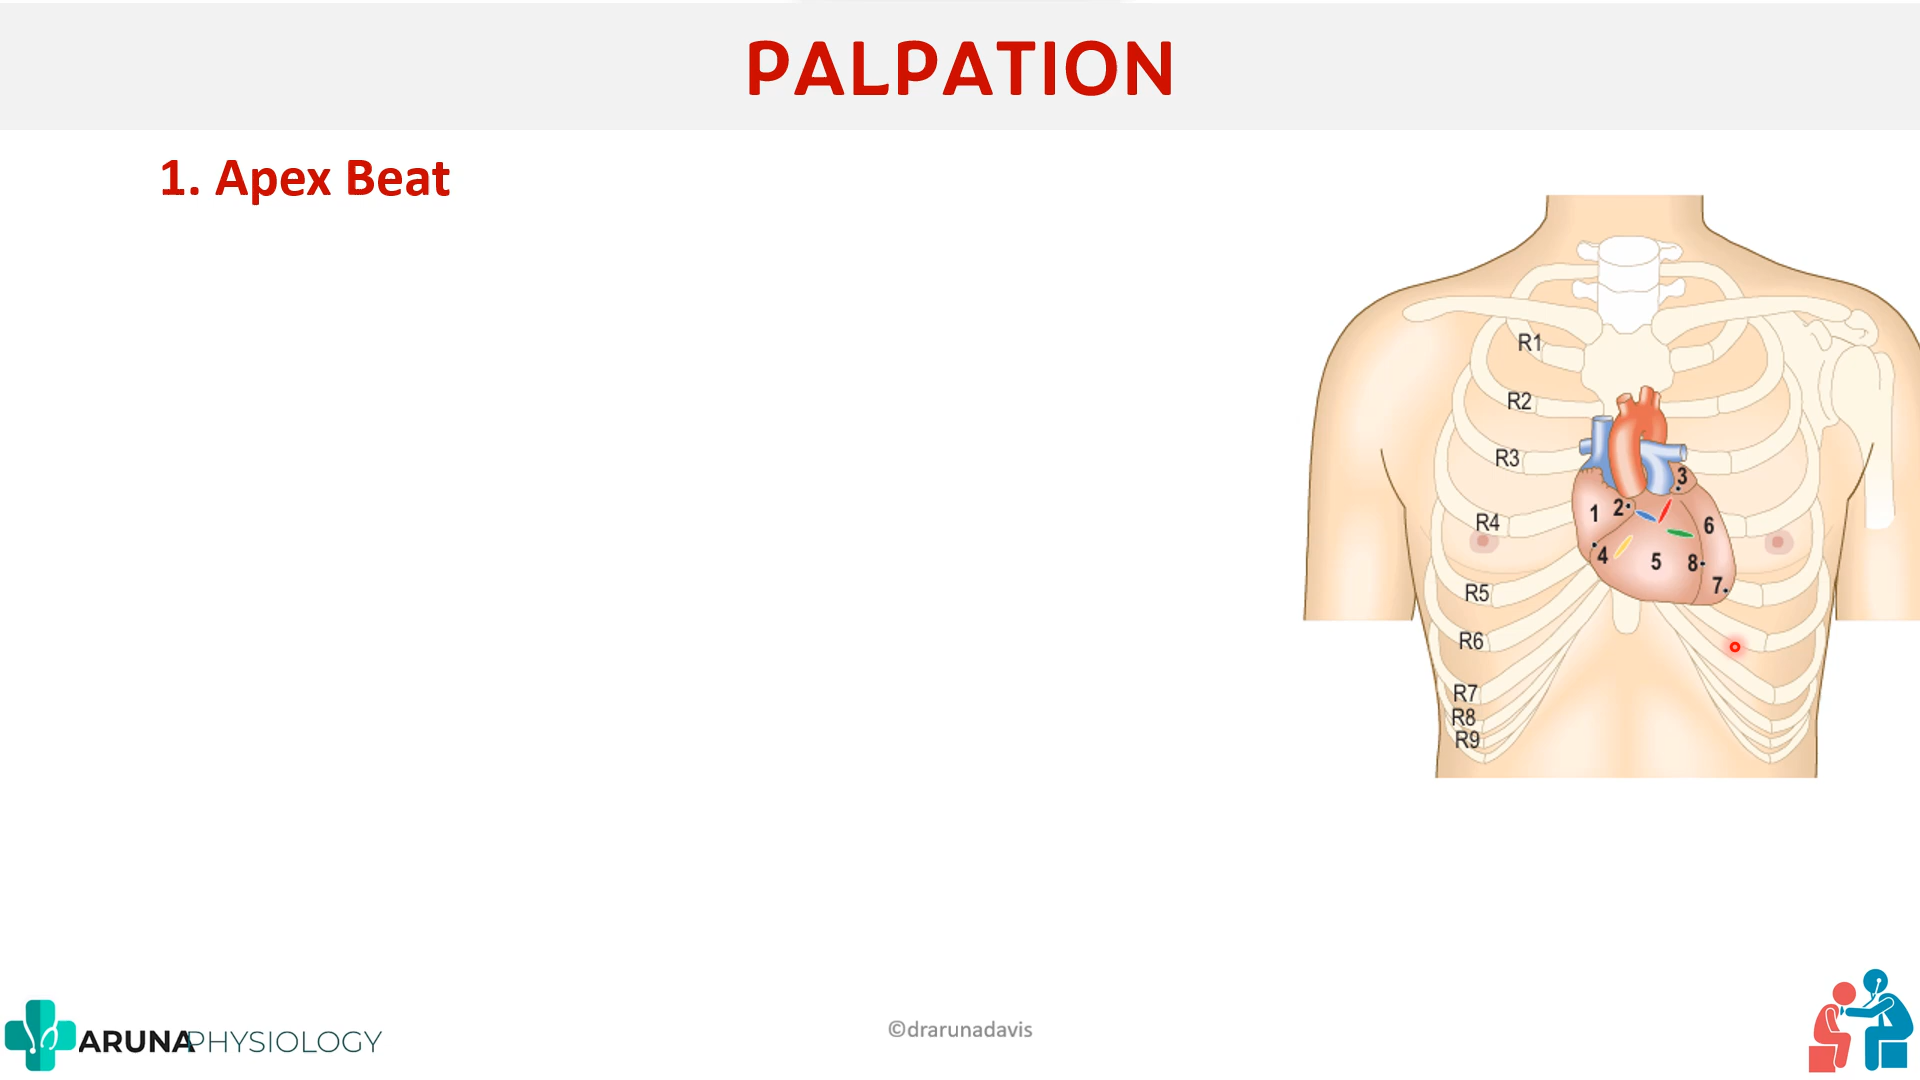 PALPATION
1. Apex Beat
R1
R2
R3
3
1 2
6
R4
4
5 8
7
R5
R6
R7
R8
R9
ARUNAPHYSIOLOGY
©drarunadavis